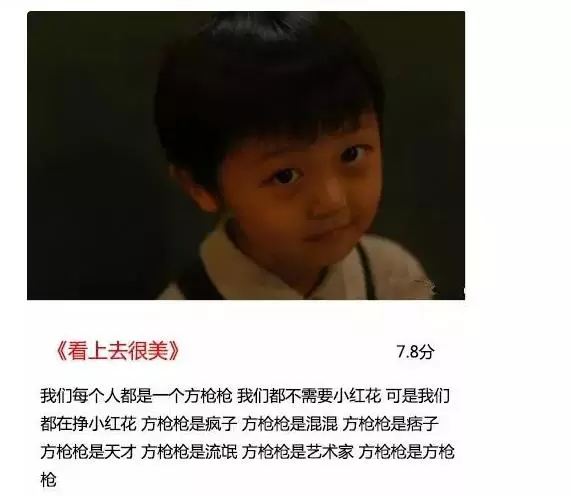 《看上去很美》 7.8分
我们每个人都是一个方枪枪 我们都不需要小红花 可是我们
都在挣小红花 方枪枪是疯子 方枪枪是混混 方枪枪是痞子
方枪枪是天才 方枪枪是流氓 方枪枪是艺术家 方枪枪是方枪
枪